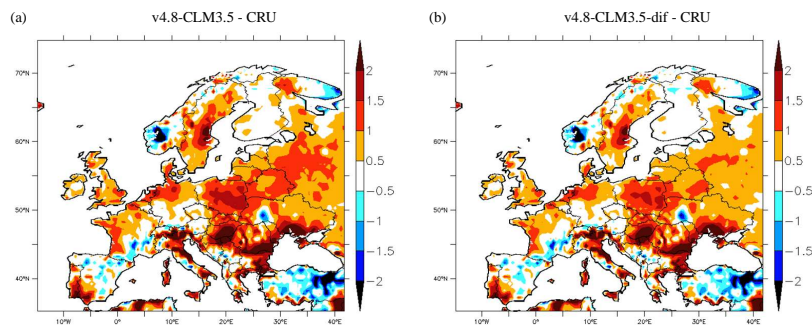 (a) v4.8-CLM3.5 - CRU (b) v4.8-CLM3.5-dif - CRU
70°N 2 70°N 2
1.5 1.5
1 1
60°N 60°N
0.5 0.5
50°N -0.5 50°N -0.5
-1 -1
-1.5 -1.5
40°N 40°N
-2 -2
10°W 0° 10°E 20°E 30°E 40°E 10°W 0° 10°E 20°E 30°E 40°E